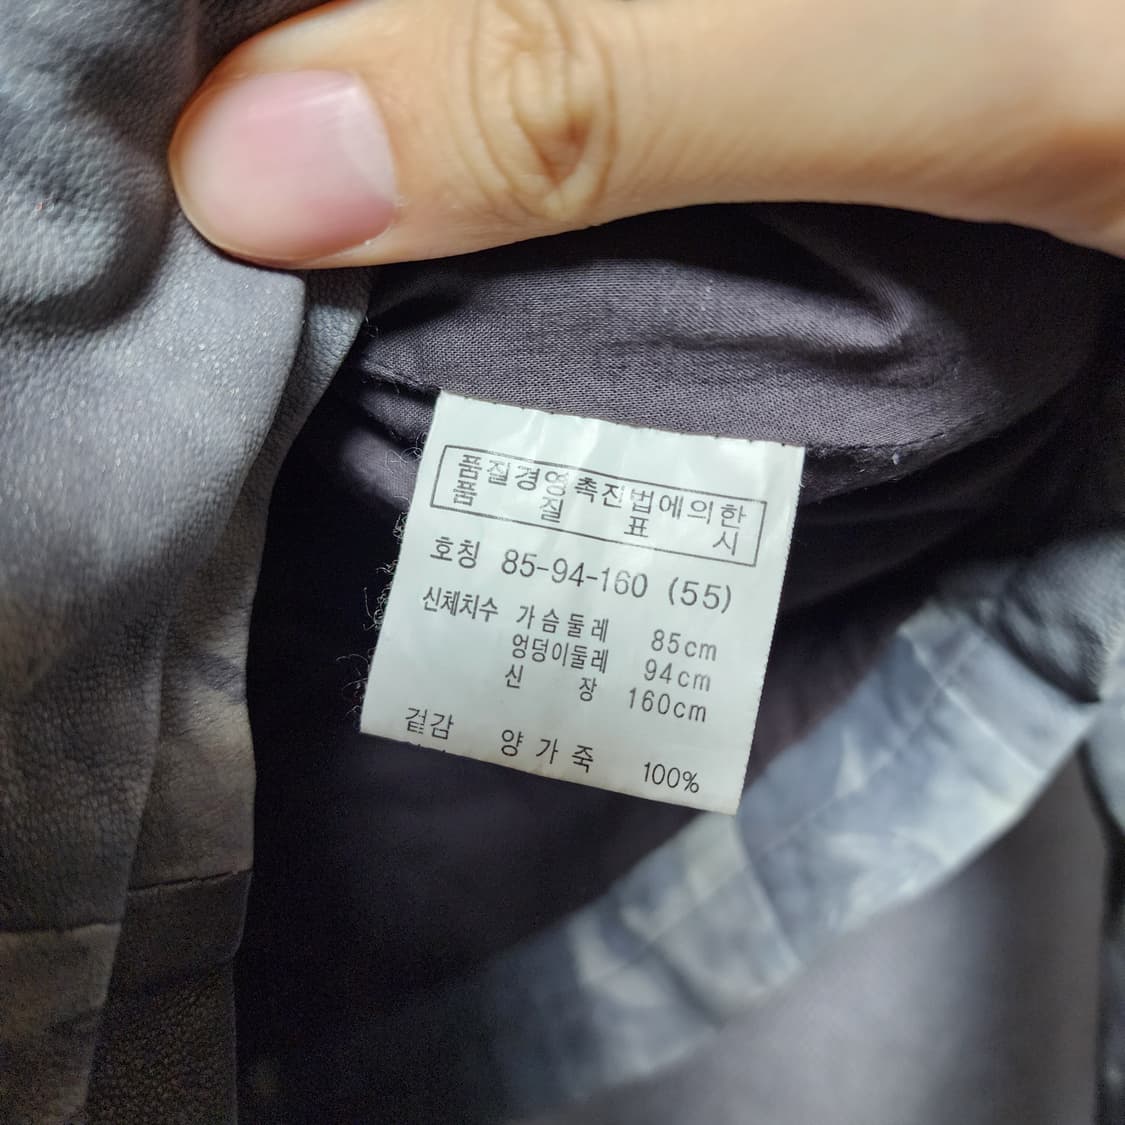 품질경영촉진법에의한
품 질 표 시
호칭 85-94-160 (55)
신체치수 가슴둘레 85cm
엉덩이둘레 94cm
신 장 160cm
겉감 양가죽 100%